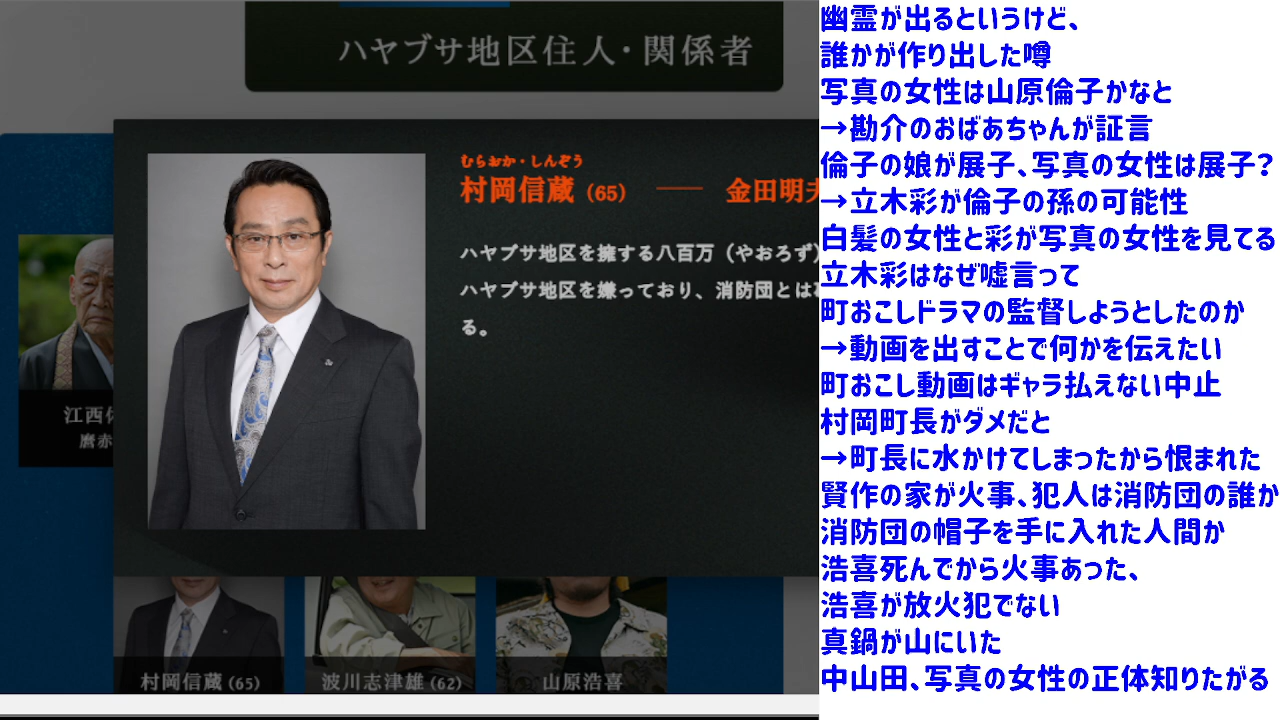 ハヤブサ地区住人・関係者
むらおか・しんぞう
村岡信蔵（65） ―― 金田明夫
ハヤブサ地区を擁する八百万（やおろず）
ハヤブサ地区を嫌っており、消防団とは
る。
江西
麿赤
村岡信蔵（65）
波川志津雄（62）
山原浩喜
幽霊が出るというけど、
誰かが作り出した噂
写真の女性は山原倫子かなと
→勘介のおばあちゃんが証言
倫子の娘が展子、写真の女性は展子？
→立木彩が倫子の孫の可能性
白髪の女性と彩が写真の女性を見てる
立木彩はなぜ嘘言って
町おこしドラマの監督しようとしたのか
→動画を出すことで何かを伝えたい
町おこし動画はギャラ払えない中止
村岡町長がダメだと
→町長に水かけてしまったから恨まれた
賢作の家が火事、犯人は消防団の誰か
消防団の帽子を手に入れた人間か
浩喜死んでから火事あった、
浩喜が放火犯でない
真鍋が山にいた
中山田、写真の女性の正体知りたがる